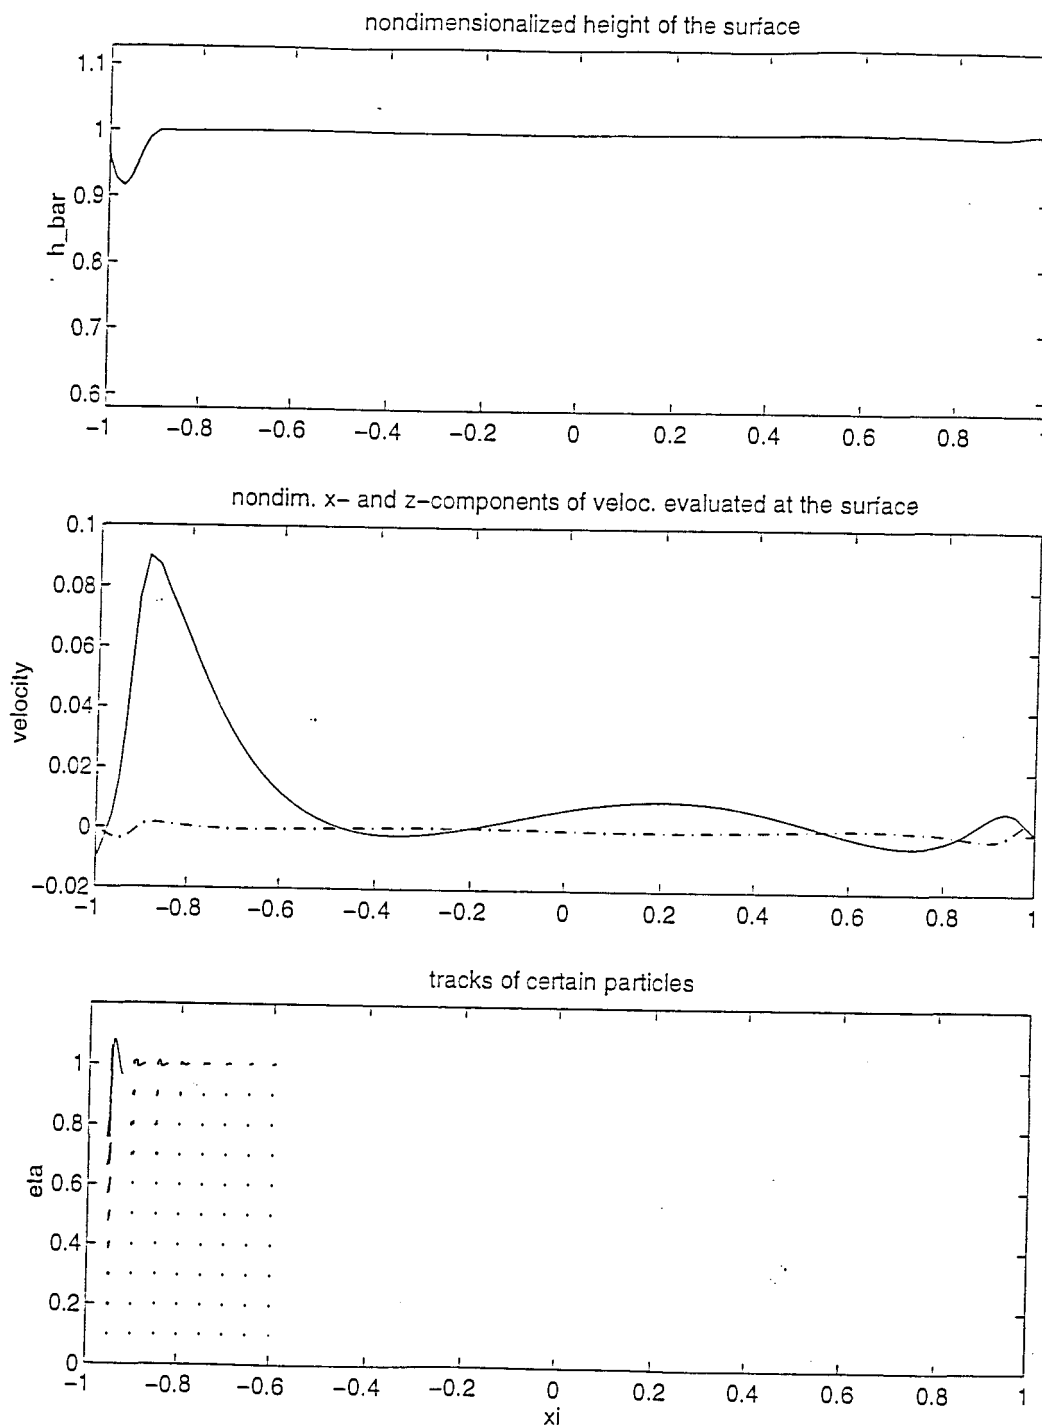 nondimensionalized height of the surface
1.1
1
0.9
0.8
0.7
0.6
h_bar
-1 -0.8 -0.6 -0.4 -0.2 0 0.2 0.4 0.6 0.8 1
nondim. x- and z-components of veloc. evaluated at the surface
0.1
0.08
0.06
0.04
0.02
0
-0.02
velocity
-1 -0.8 -0.6 -0.4 -0.2 0 0.2 0.4 0.6 0.8 1
tracks of certain particles
1
0.8
0.6
0.4
0.2
0
eta
-1 -0.8 -0.6 -0.4 -0.2 0 0.2 0.4 0.6 0.8 1
xi